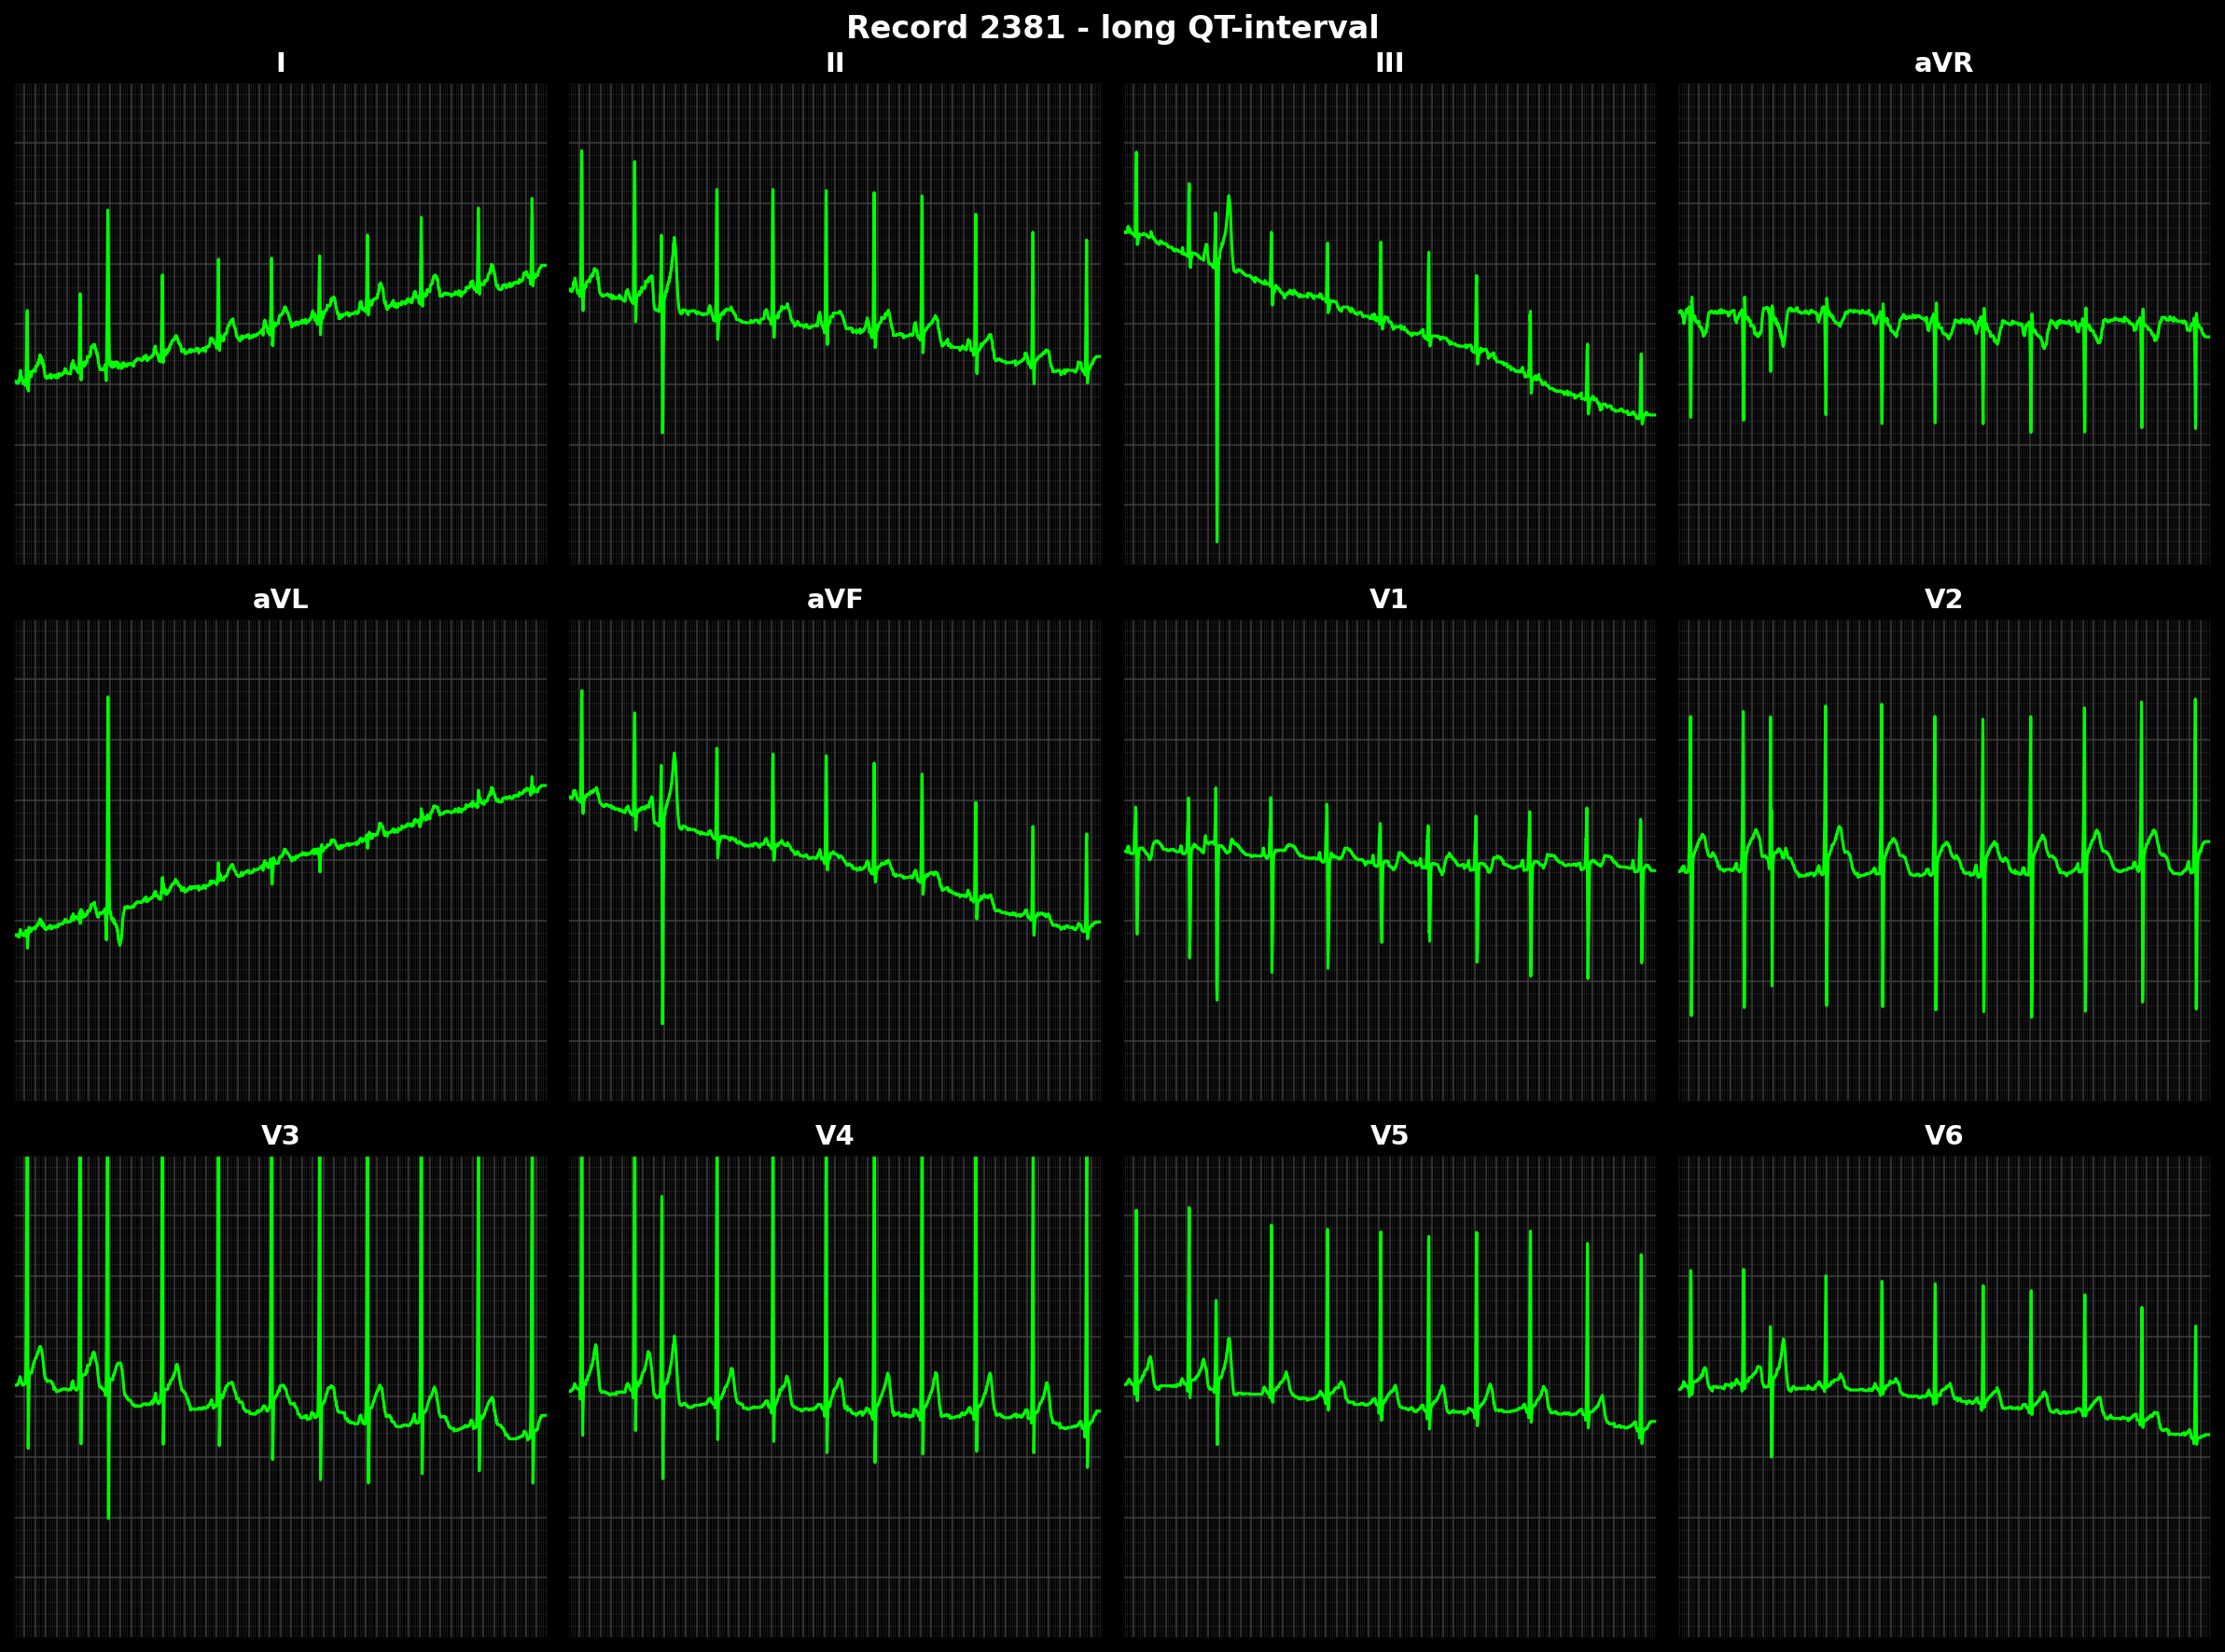 Record 2381 - long QT-interval
I
II
III
aVR
aVL
aVF
V1
V2
V3
V4
V5
V6